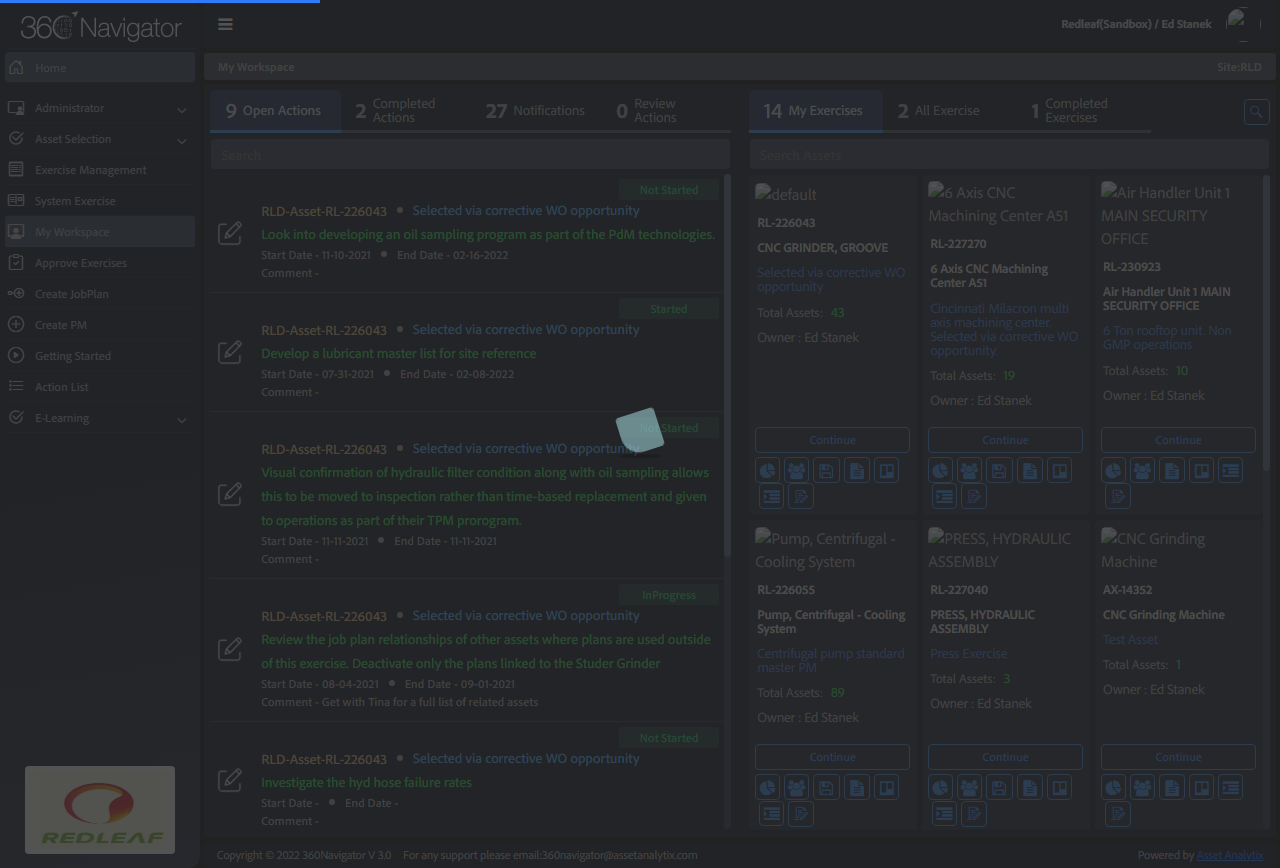 360 Navigator
Redleaf(Sandbox) / Ed Stanek
Home
Administrator
Asset Selection
Exercise Management
System Exercise
My Workspace
Approve Exercises
Create JobPlan
Create PM
Getting Started
Action List
E-Learning
REDLEAF
My Workspace
Site:RLD
9 Open Actions
2 Completed Actions
27 Notifications
0 Review Actions
Search
Not Started
RLD-Asset-RL-226043 • Selected via corrective WO opportunity
Look into developing an oil sampling program as part of the PdM technologies.
Start Date - 11-10-2021 • End Date - 02-16-2022
Comment -
Started
RLD-Asset-RL-226043 • Selected via corrective WO opportunity
Develop a lubricant master list for site reference
Start Date - 07-31-2021 • End Date - 02-08-2022
Comment -
Not Started
RLD-Asset-RL-226043 • Selected via corrective WO opportunity
Visual confirmation of hydraulic filter condition along with oil sampling allows
this to be moved to inspection rather than time-based replacement and given
to operations as part of their TPM prorogram.
Start Date - 11-11-2021 • End Date - 11-11-2021
Comment -
InProgress
RLD-Asset-RL-226043 • Selected via corrective WO opportunity
Review the job plan relationships of other assets where plans are used outside
of this exercise. Deactivate only the plans linked to the Studer Grinder
Start Date - 08-04-2021 • End Date - 09-01-2021
Comment - Get with Tina for a full list of related assets
Not Started
RLD-Asset-RL-226043 • Selected via corrective WO opportunity
Investigate the hyd hose failure rates
Start Date - • End Date -
Comment -
14 My Exercises
2 All Exercise
1 Completed Exercises
Search Assets
default
RL-226043
CNC GRINDER, GROOVE
Selected via corrective WO
opportunity
Total Assets: 43
Owner : Ed Stanek
Continue
6 Axis CNC
Machining Center A51
RL-227270
6 Axis CNC Machining
Center A51
Cincinnati Milacron multi
axis machining center.
Selected via corrective WO
opportunity.
Total Assets: 19
Owner : Ed Stanek
Continue
Air Handler Unit 1
MAIN SECURITY
OFFICE
RL-230923
Air Handler Unit 1 MAIN
SECURITY OFFICE
6 Ton rooftop unit. Non
GMP operations
Total Assets: 10
Owner : Ed Stanek
Continue
Pump, Centrifugal -
Cooling System
RL-226055
Pump, Centrifugal - Cooling
System
Centrifugal pump standard
master PM
Total Assets: 89
Owner : Ed Stanek
Continue
PRESS, HYDRAULIC
ASSEMBLY
RL-227040
PRESS, HYDRAULIC
ASSEMBLY
Press Exercise
Total Assets: 3
Owner : Ed Stanek
Continue
CNC Grinding
Machine
AX-14352
CNC Grinding Machine
Test Asset
Total Assets: 1
Owner : Ed Stanek
Continue
Copyright © 2022 360Navigator V 3.0 For any support please email:360navigator@assetanalytix.com
Powered by Asset Analytix